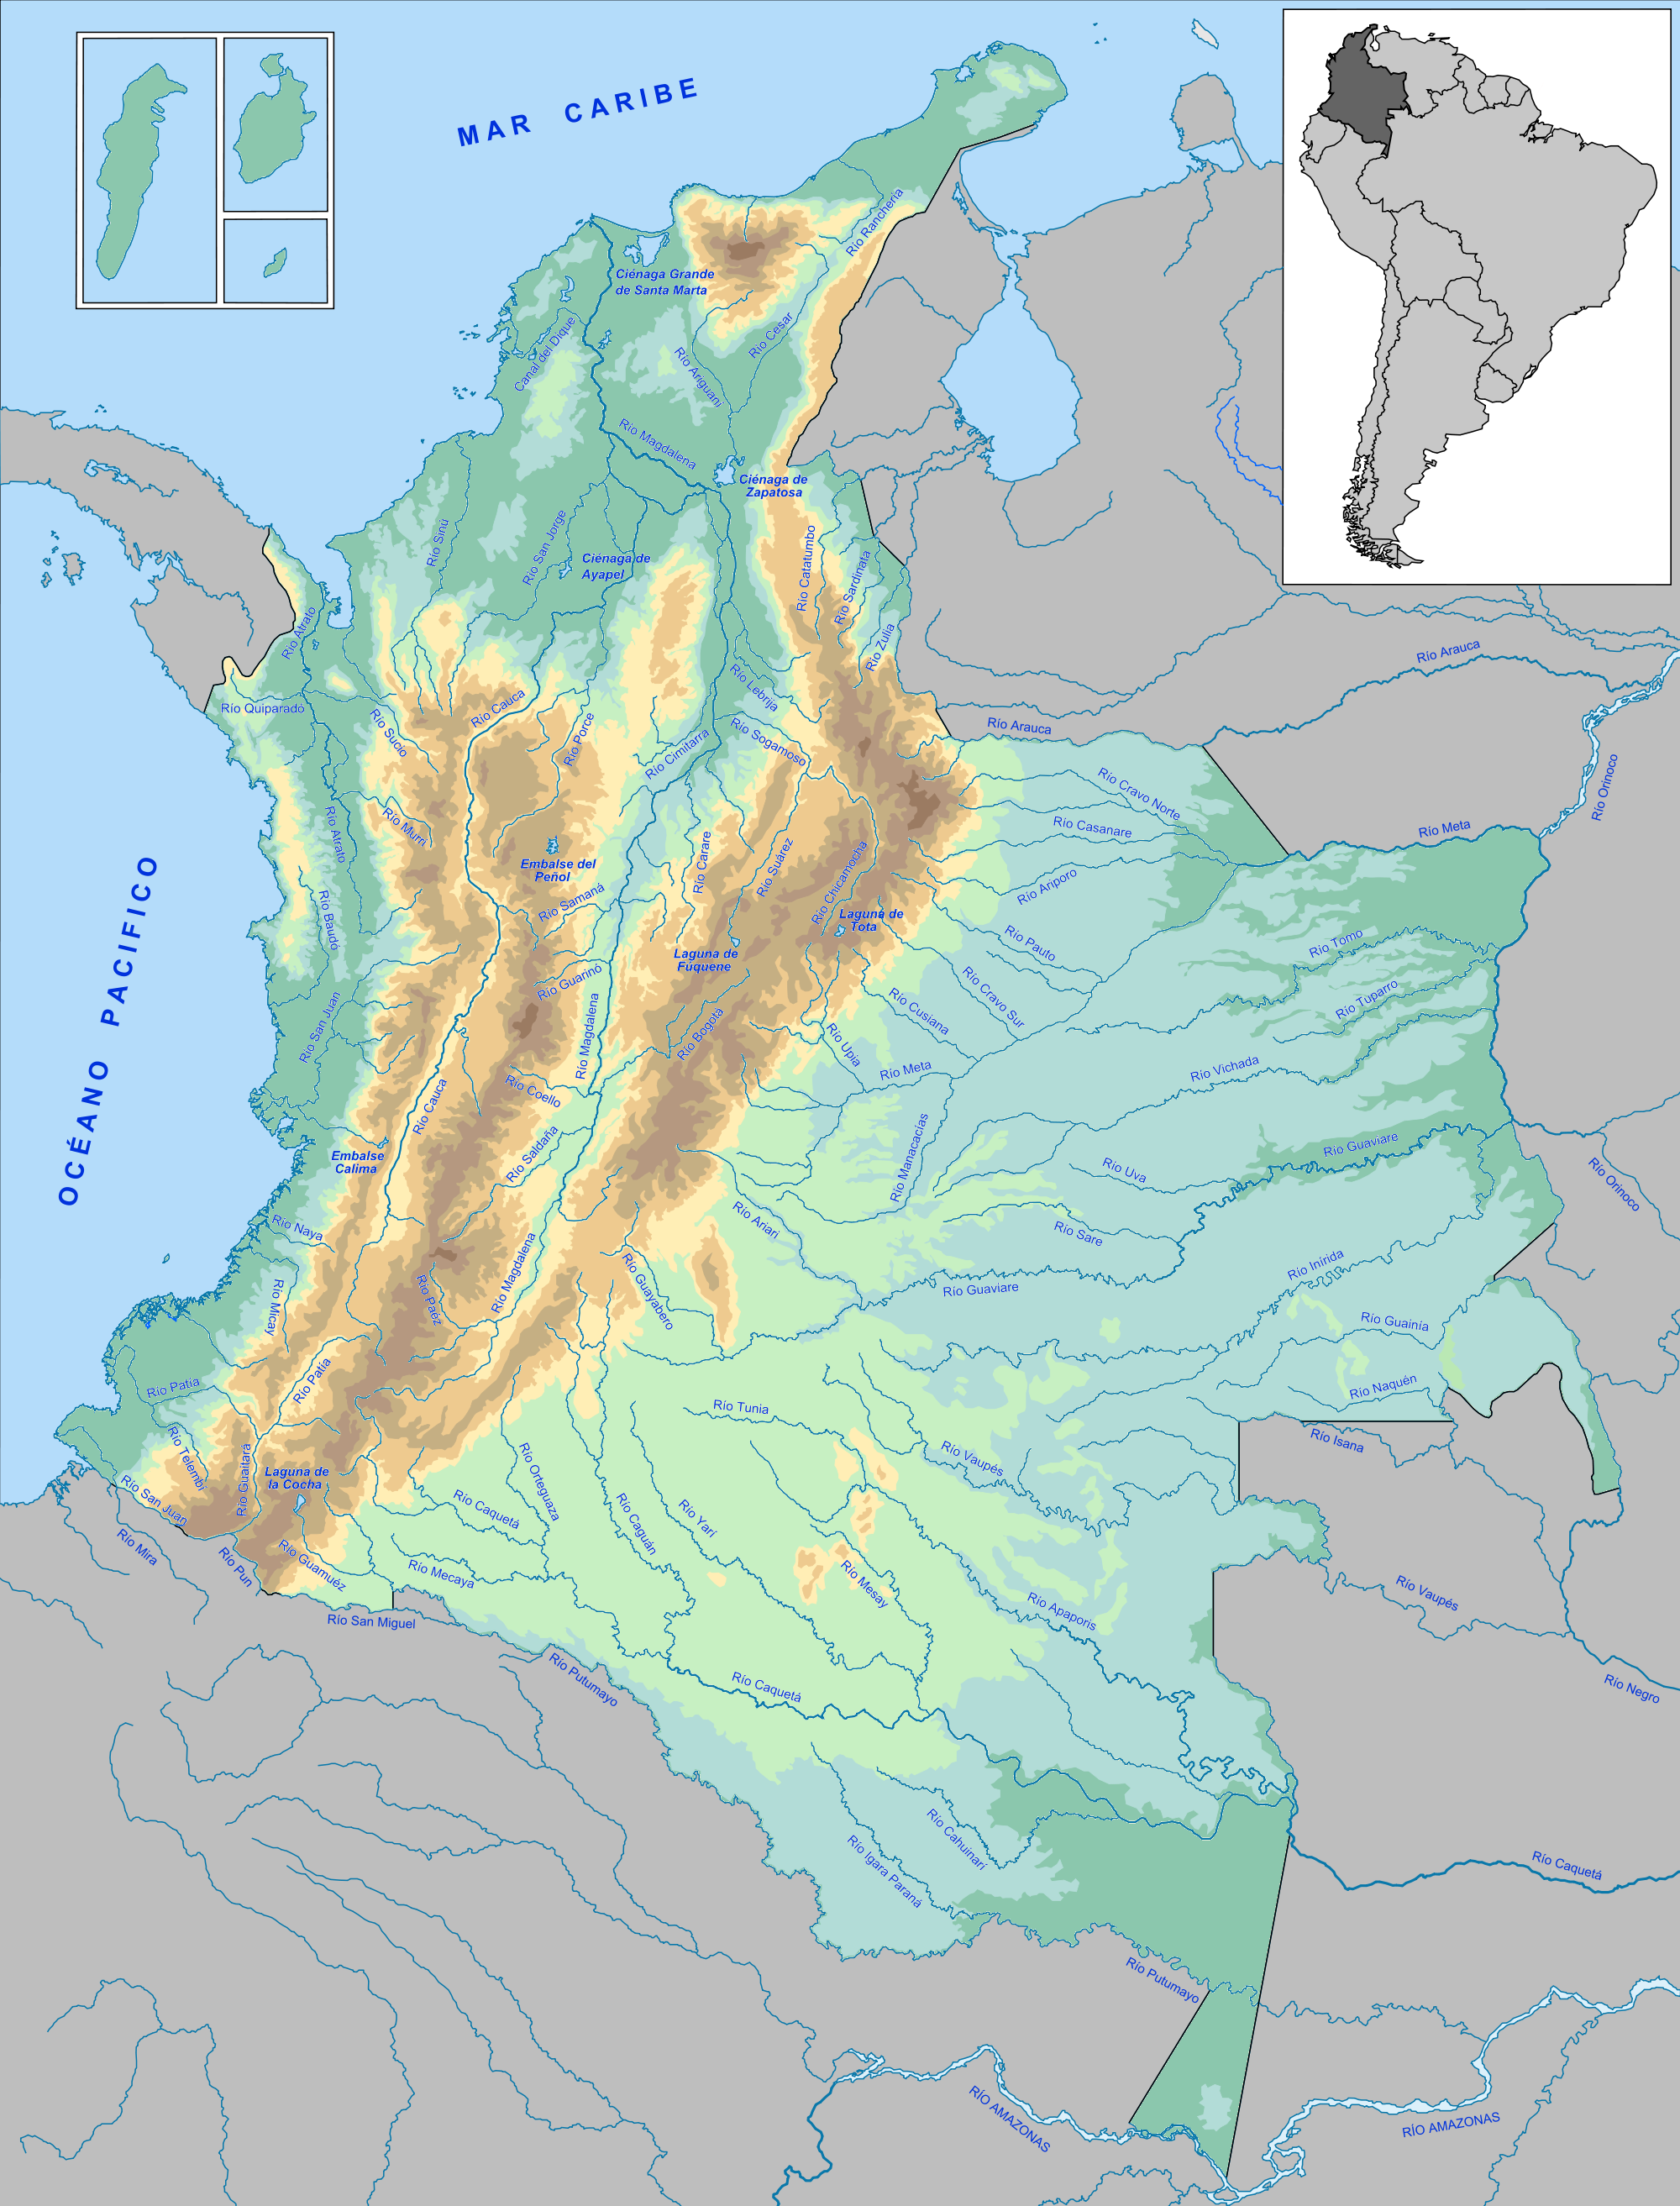 MAR CARIBE
Río Ranchería
Ciénaga Grande
de Santa Marta
Canal del Dique
Río Cesar
Río Ariguaní
Río Magdalena
Ciénaga de
Zapatosa
Río Sinú
Río San Jorge
Ciénaga de
Ayapel
Río Catatumbo
Río Sardinata
Río Zulia
Río Atrato
Río Quiparadó
Río Sucio
Río Cauca
Río Porce
Río Lebrija
Río Sogamoso
Río Cimitarra
Río Arauca
Río Arauca
Río Orinoco
Río Cravo Norte
Río Casanare
Río Meta
Río Ariporo
Río Murrí
Río Atrato
Embalse del
Peñol
Río Carare
Río Suárez
Río Chicamocha
Río Samaná
Río Baudó
Laguna de
Tota
Laguna de
Fúquene
Río Pauto
Río Tomo
Río Guarinó
Río Cravo Sur
Río Cusiana
Río Tuparro
OCÉANO PACIFICO
Río San Juan
Río Magdalena
Río Bogotá
Río Upia
Río Meta
Río Vichada
Río Coello
Río Cauca
Río Saldaña
Embalse
Calima
Río Manacacías
Río Guaviare
Río Uva
Río Orinoco
Río Naya
Río Ariari
Río Sare
Río Magdalena
Río Guayabero
Río Inírida
Río Guaviare
Río Micay
Río Paéz
Río Guainía
Río Patía
Río Patía
Río Naquén
Río Tunia
Río Isana
Río Telembí
Río Guaitará
Laguna de
la Cocha
Río Vaupés
Río Orteguaza
Río San Juan
Río Caquetá
Río Caguán
Río Yarí
Río Mira
Río Pun
Río Guamuéz
Río Mecaya
Río Mesay
Río Apaporis
Río Vaupés
Río San Miguel
Río Putumayo
Río Caquetá
Río Negro
Río Cahuinarí
Río Igara Paraná
Río Caquetá
Río Putumayo
RÍO AMAZONAS
RÍO AMAZONAS